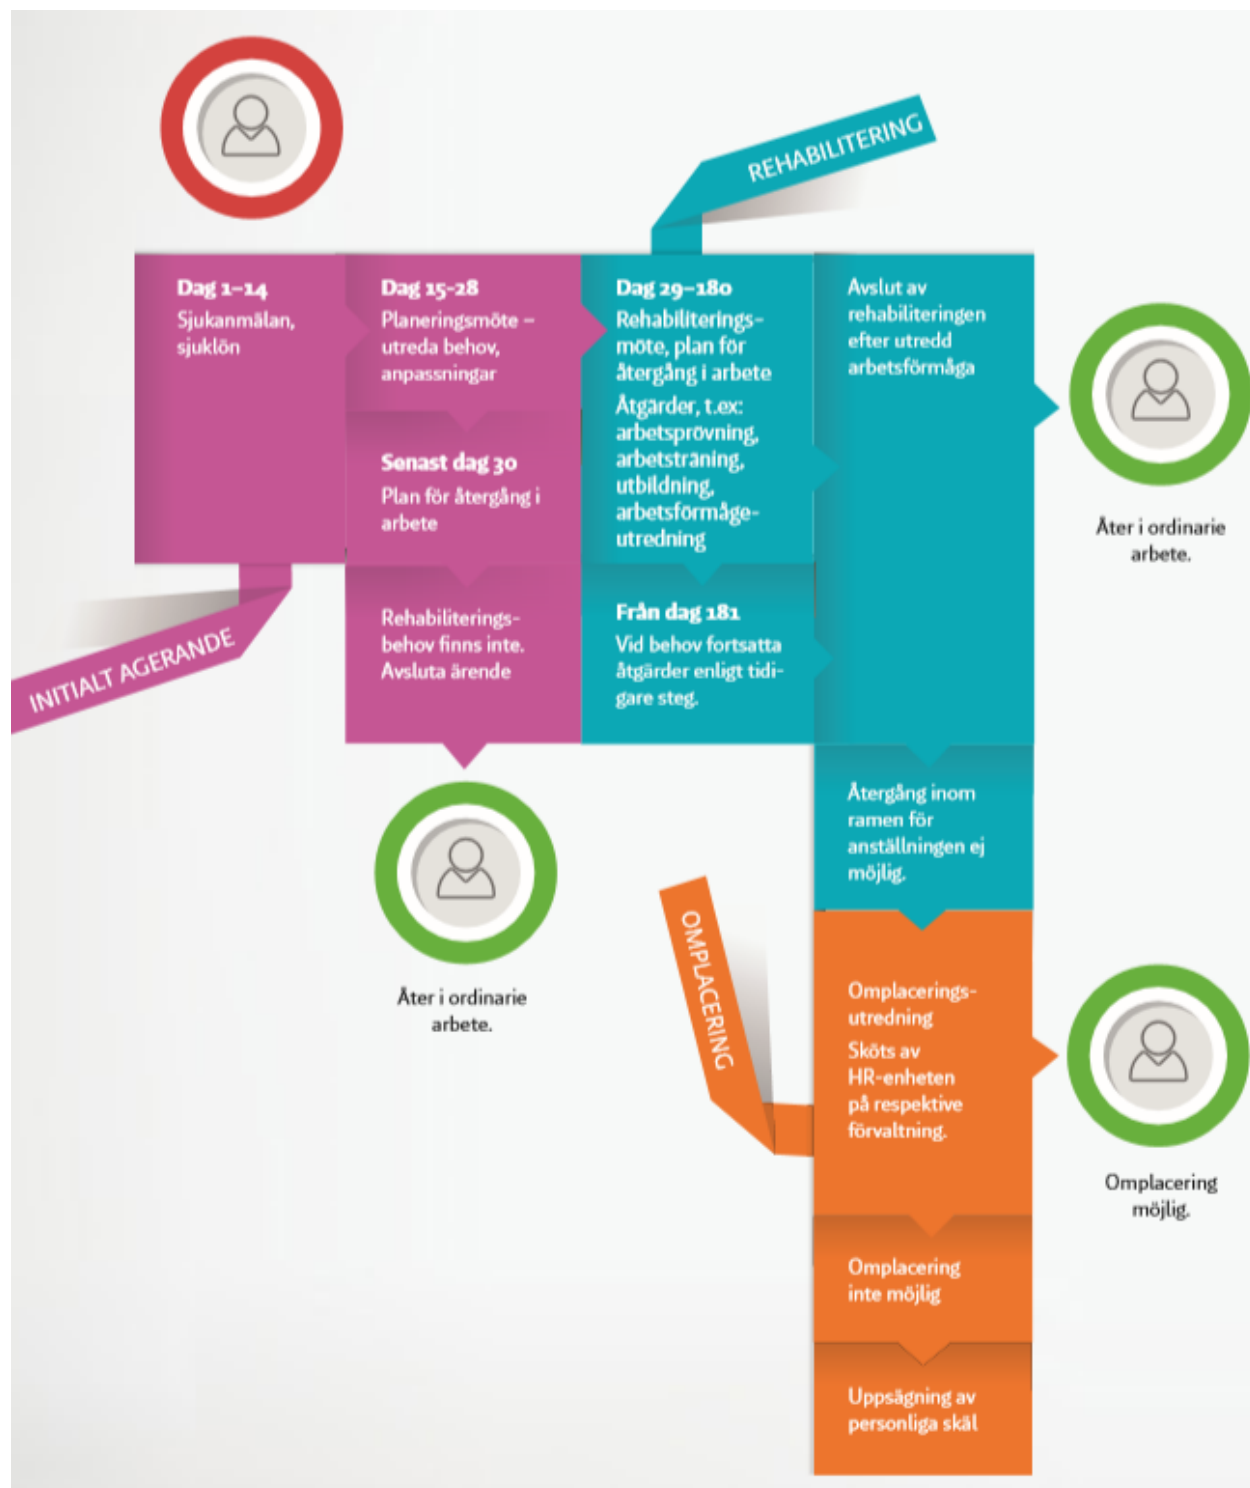 REHABILITERING
Dag 1–14
Sjukanmälan,
sjuklön
Dag 15-28
Planeringsmöte –
utreda behov,
anpassningar
Senast dag 30
Plan för återgång i
arbete
Rehabiliterings-
behov finns inte.
Avsluta ärende
INITIALT AGERANDE
Åter i ordinarie
arbete.
Dag 29–180
Rehabiliterings-
möte, plan för
återgång i arbete
Åtgärder, t.ex:
arbetsprövning,
arbetsträning,
utbildning,
arbetsförmåge-
utredning
Från dag 181
Vid behov fortsatta
åtgärder enligt tidi-
gare steg.
Avslut av
rehabiliteringen
efter utredd
arbetsförmåga
Åter i ordinarie
arbete.
Återgång inom
ramen för
anställningen ej
möjlig.
OMPLACERING
Omplacerings-
utredning
Sköts av
HR-enheten
på respektive
förvaltning.
Omplacering
möjlig.
Omplacering
inte möjlig
Uppsägning av
personliga skäl